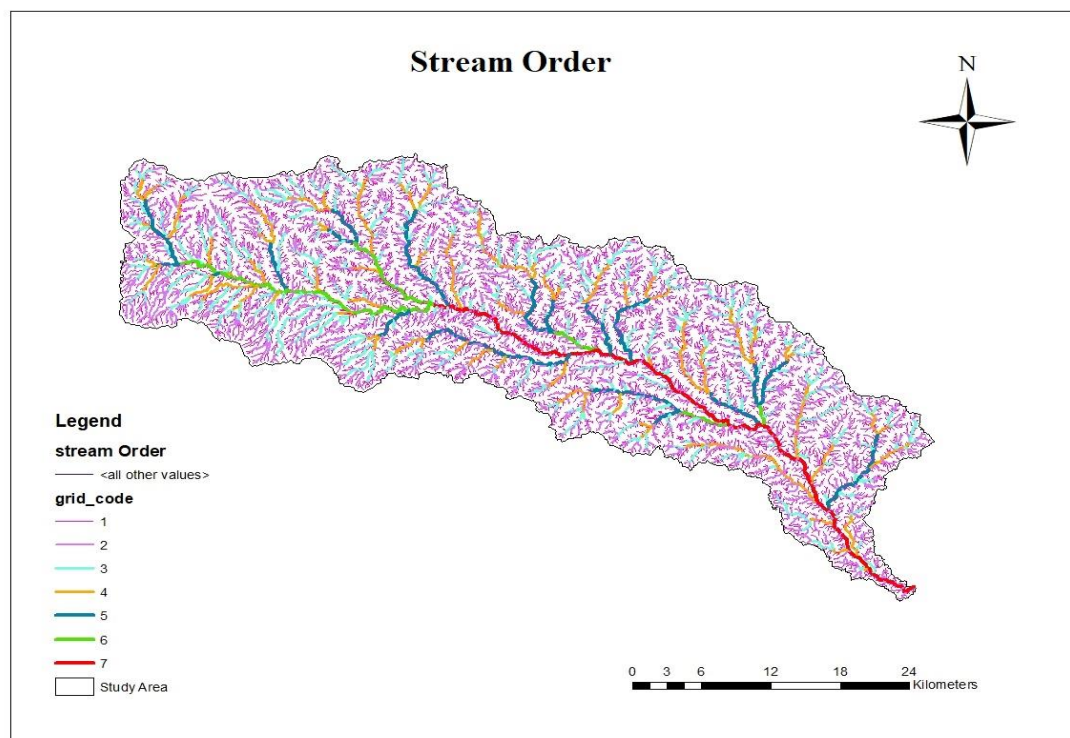 Stream Order
N
Legend
stream Order
<all other values>
grid_code
1
2
3
4
5
6
7
Study Area
0 3 6 12 18 24
Kilometers